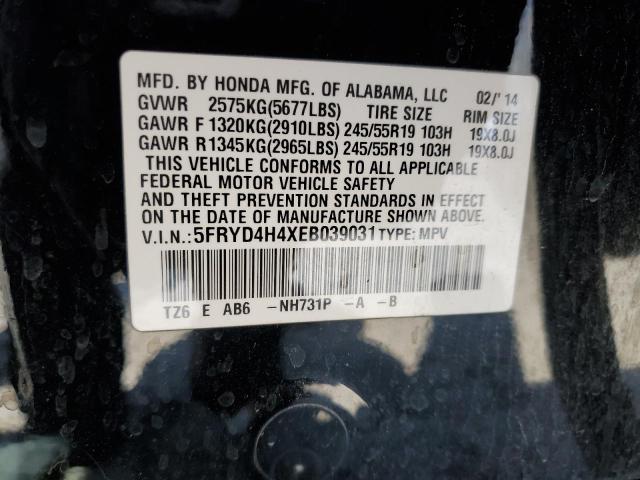 MFD. BY HONDA MFG. OF ALABAMA, LLC 02/'14
GVWR 2575KG(5677LBS) TIRE SIZE RIM SIZE
GAWR F 1320KG(2910LBS) 245/55R19 103H 19X8.0J
GAWR R 1345KG(2965LBS) 245/55R19 103H 19X8.0J
THIS VEHICLE CONFORMS TO ALL APPLICABLE
FEDERAL MOTOR VEHICLE SAFETY
AND THEFT PREVENTION STANDARDS IN EFFECT
ON THE DATE OF MANUFACTURE SHOWN ABOVE.
V.I.N.: 5FRYD4H4XEB039031 TYPE: MPV
TZ6 E AB6 -NH731P -A -B